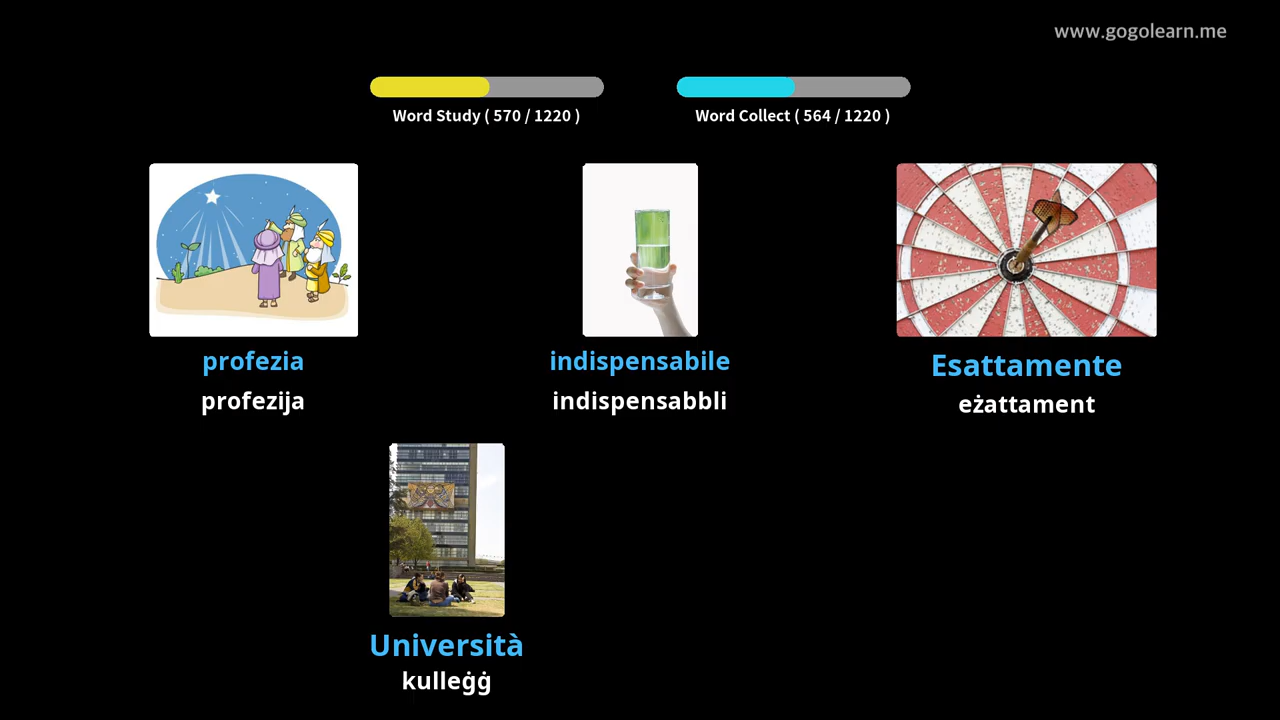 www.gogolearn.me
Word Study ( 570 / 1220 )
Word Collect ( 564 / 1220 )
profezia
profezija
indispensabile
indispensabbli
Esattamente
eżattament
Università
kulleġġ